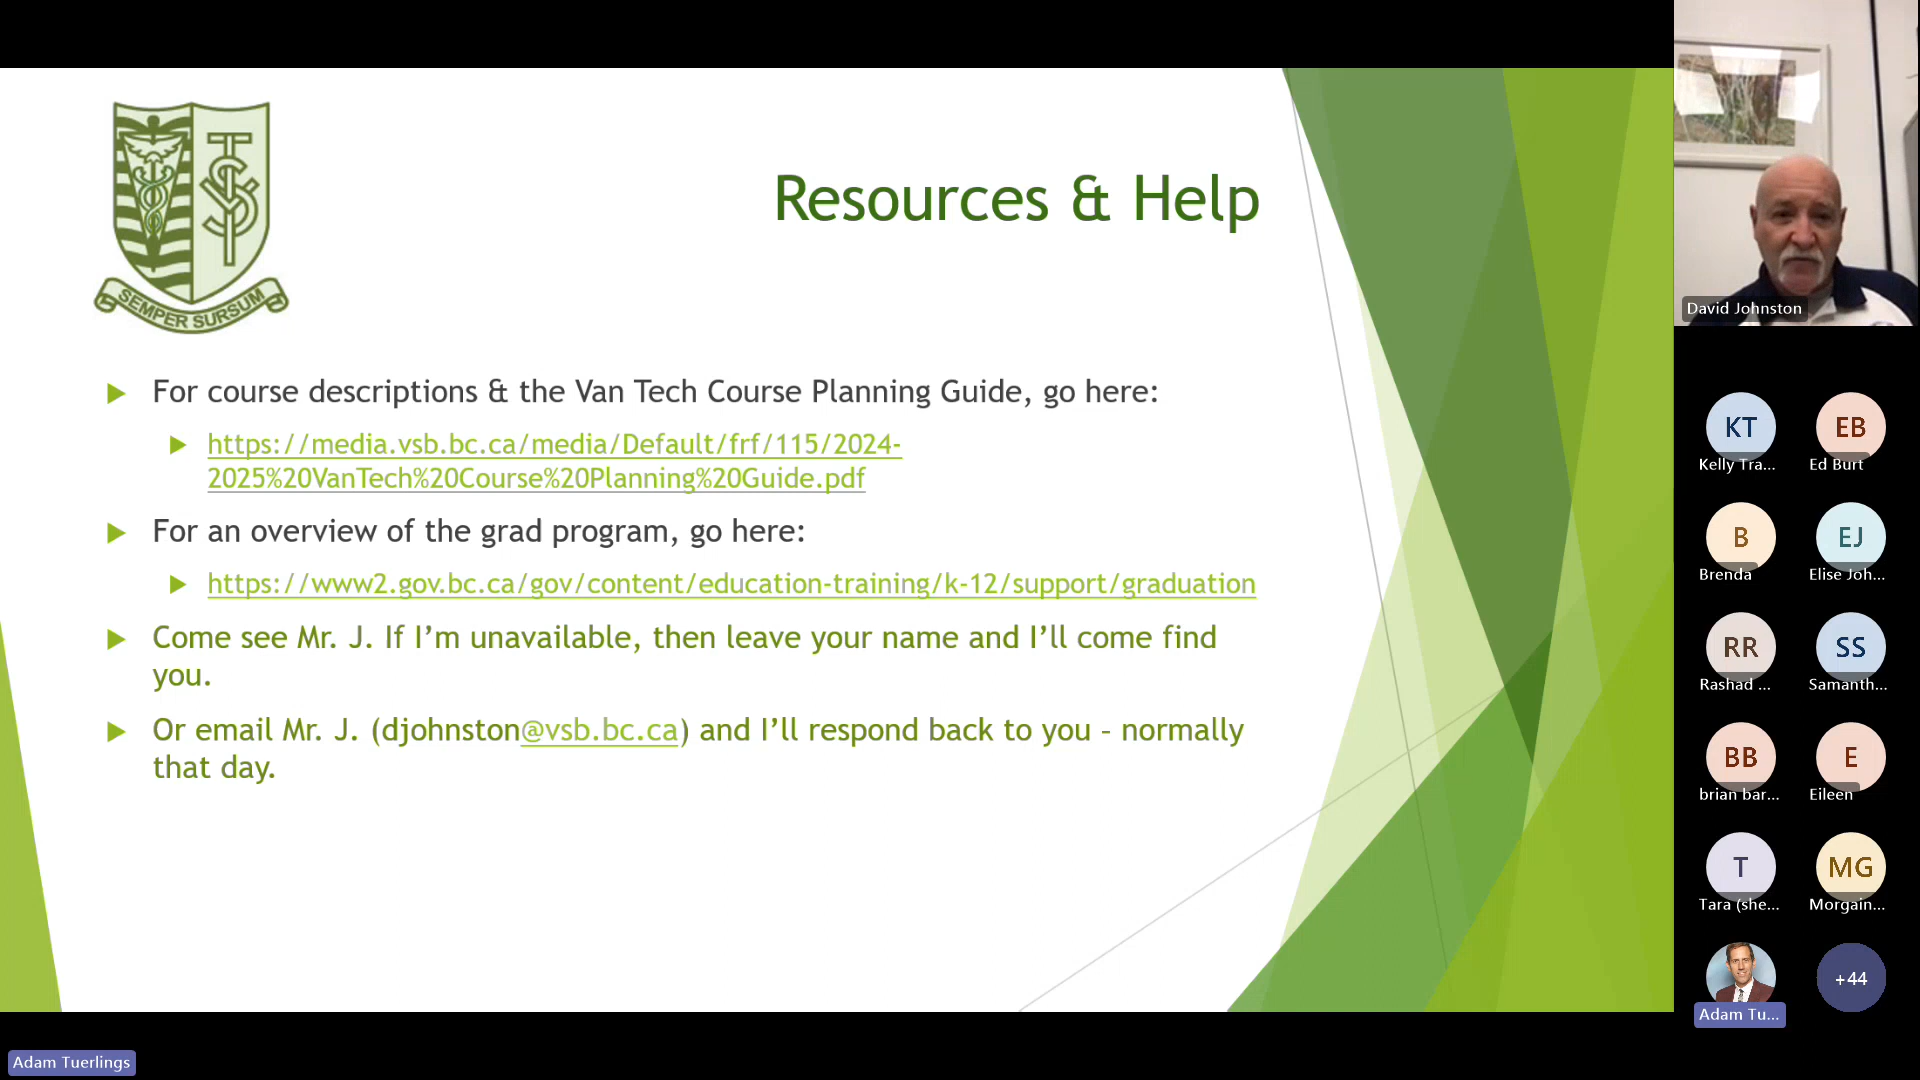 SEMPER SURSUM
Resources & Help
For course descriptions & the Van Tech Course Planning Guide, go here:
https://media.vsb.bc.ca/media/Default/frf/115/2024-
2025%20VanTech%20Course%20Planning%20Guide.pdf
For an overview of the grad program, go here:
https://www2.gov.bc.ca/gov/content/education-training/k-12/support/graduation
Come see Mr. J. If I’m unavailable, then leave your name and I’ll come find
you.
Or email Mr. J. (djohnston@vsb.bc.ca) and I’ll respond back to you – normally
that day.
Adam Tuerlings
David Johnston
KT
Kelly Tra...
EB
Ed Burt
B
Brenda
EJ
Elise Joh...
RR
Rashad ...
SS
Samanth...
BB
brian bar...
E
Eileen
T
Tara (she...
MG
Morgain...
Adam Tu...
+44